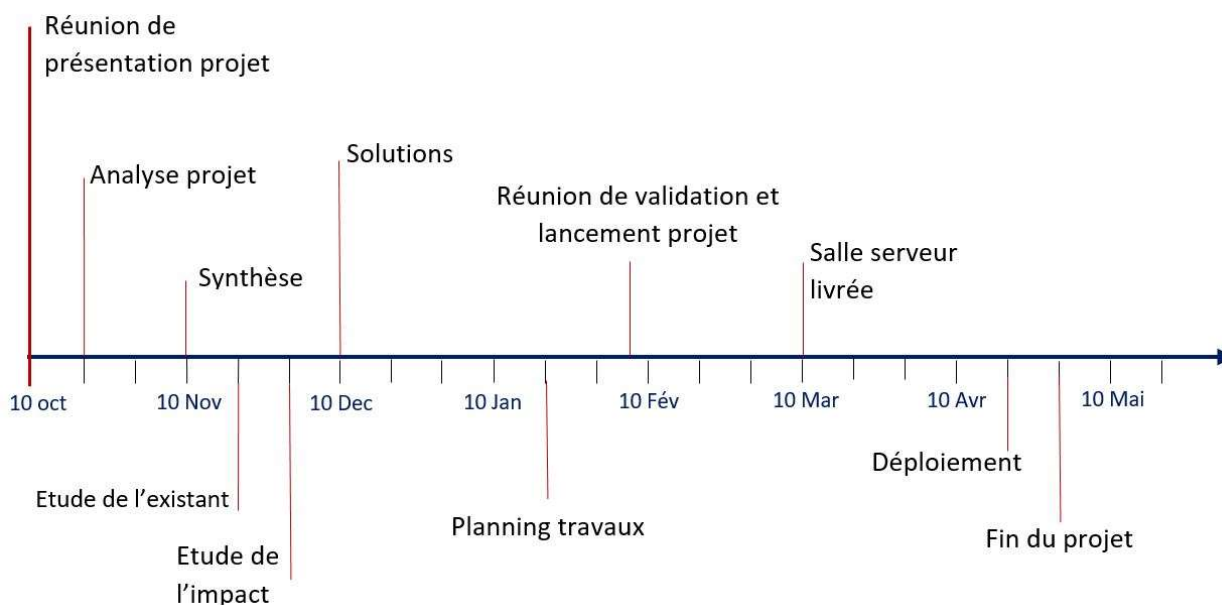 Réunion de
présentation projet
Solutions
Analyse projet
Réunion de validation et
lancement projet
Synthèse
Salle serveur
livrée
10 oct
10 Nov
10 Dec
10 Jan
10 Fév
10 Mar
10 Avr
10 Mai
Déploiement
Etude de l’existant
Planning travaux
Fin du projet
Etude de
l’impact